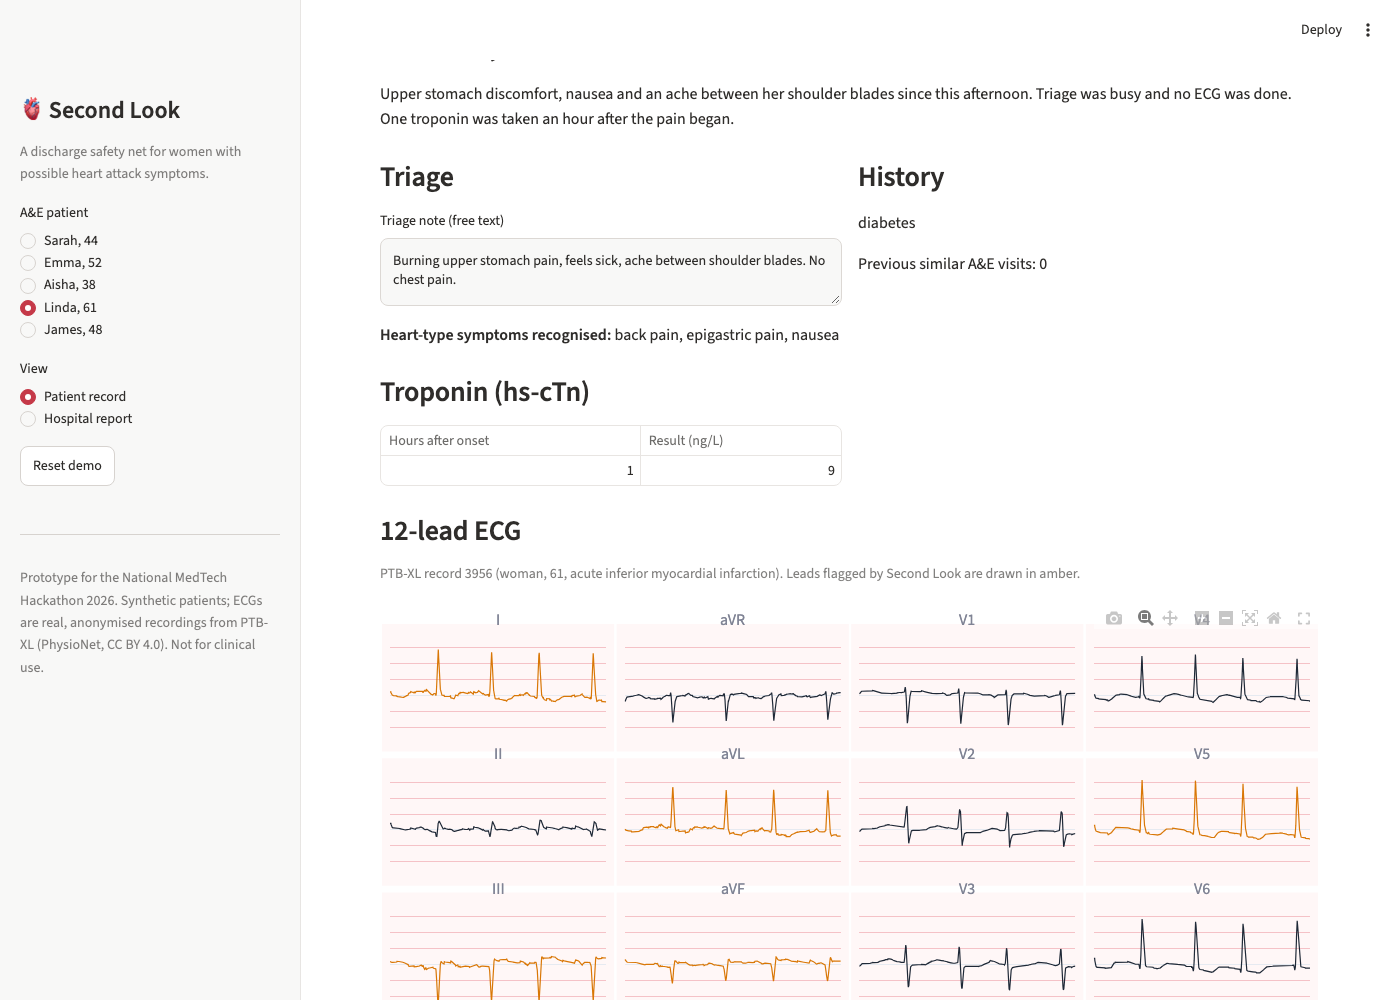 Deploy
Second Look
A discharge safety net for women with
possible heart attack symptoms.
A&E patient
Sarah, 44
Emma, 52
Aisha, 38
Linda, 61
James, 48
View
Patient record
Hospital report
Reset demo
Prototype for the National MedTech
Hackathon 2026. Synthetic patients; ECGs
are real, anonymised recordings from PTB-
XL (PhysioNet, CC BY 4.0). Not for clinical
use.
Upper stomach discomfort, nausea and an ache between her shoulder blades since this afternoon. Triage was busy and no ECG was done.
One troponin was taken an hour after the pain began.
Triage
Triage note (free text)
Burning upper stomach pain, feels sick, ache between shoulder blades. No
chest pain.
Heart-type symptoms recognised: back pain, epigastric pain, nausea
History
diabetes
Previous similar A&E visits: 0
Troponin (hs-cTn)
Hours after onset Result (ng/L)
1 9
12-lead ECG
PTB-XL record 3956 (woman, 61, acute inferior myocardial infarction). Leads flagged by Second Look are drawn in amber.
I aVR V1 V4
II aVL V2 V5
III aVF V3 V6